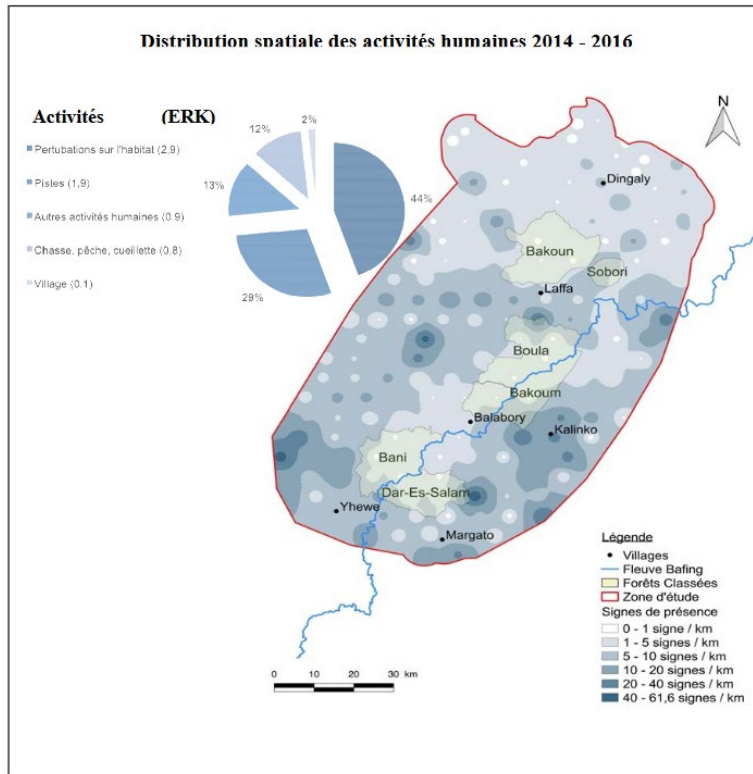 Distribution spatiale des activités humaines 2014 - 2016
Activités (ERK)
Pertubations sur l'habitat (2,9)
Pistes (1,9)
Autres activités humaines (0,9)
Chasse, pêche, cueillette (0,8)
Village (0,1)
2%
12%
13%
44%
29%
N
Dingaly
Bakoun
Sobori
Laffa
Boula
Bakoum
Balabory
Kalinko
Bani
Dar-Es-Salam
Yhewe
Margato
Légende
Villages
Fleuve Bafing
Forêts Classées
Zone d'étude
Signes de présence
0 - 1 signe / km
1 - 5 signes / km
5 - 10 signes / km
10 - 20 signes / km
20 - 40 signes / km
40 - 61,6 signes / km
0 10 20 30 km